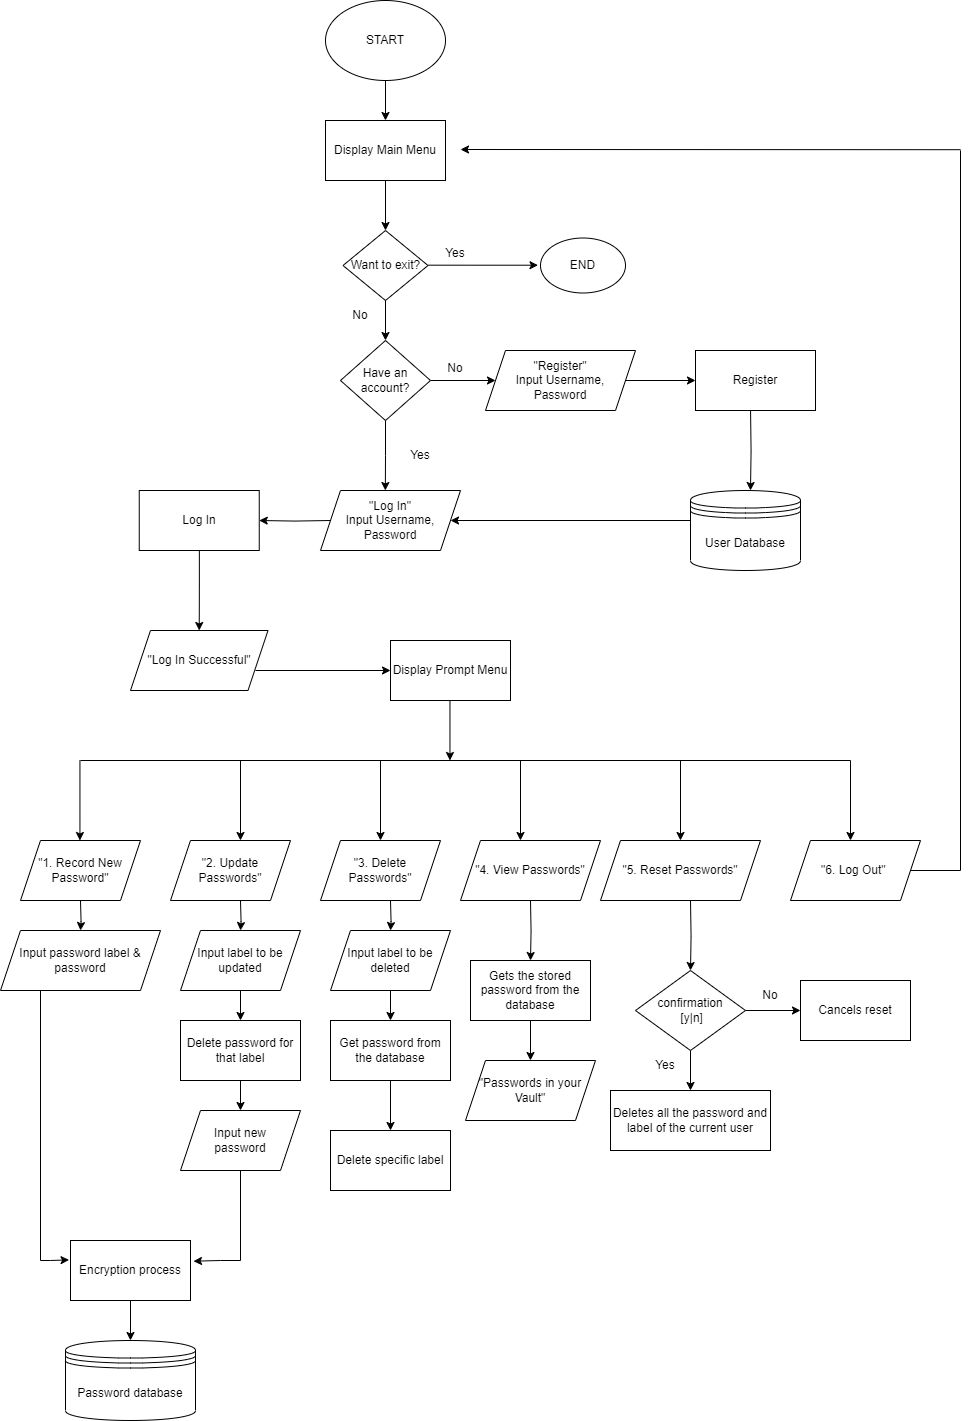 START
Display Main Menu
Want to exit?
Yes
END
No
Have an
account?
No
"Register"
Input Username,
Password
Register
Yes
Log In
"Log In"
Input Username,
Password
User Database
"Log In Successful"
Display Prompt Menu
"1. Record New
Password"
"2. Update
Passwords"
"3. Delete
Passwords"
"4. View Passwords"
"5. Reset Passwords"
"6. Log Out"
Input password label &
password
Input label to be
updated
Input label to be
deleted
Gets the stored
password from the
database
confirmation
[y|n]
No
Cancels reset
Delete password for
that label
Get password from
the database
Yes
"Passwords in your
Vault"
Deletes all the password and
label of the current user
Input new
password
Delete specific label
Encryption process
Password database